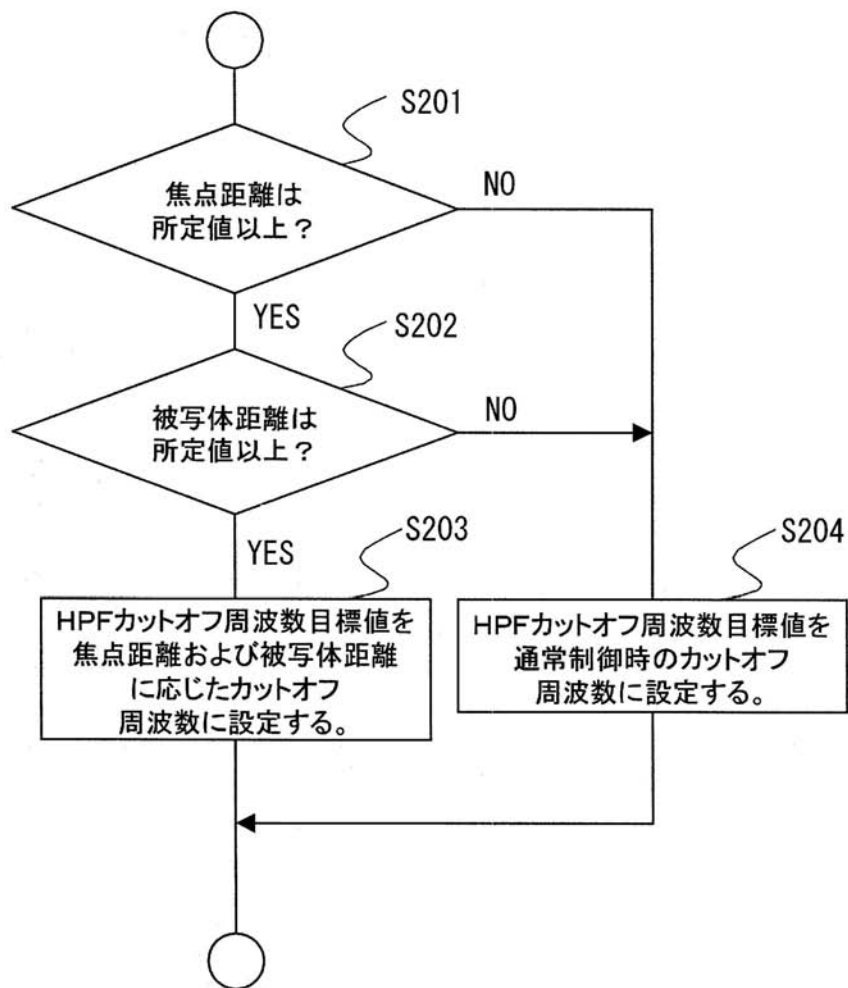 S201
焦点距離は
所定値以上？
NO
YES
S202
被写体距離は
所定値以上？
NO
YES
S203
HPFカットオフ周波数目標値を
焦点距離および被写体距離
に応じたカットオフ
周波数に設定する。
S204
HPFカットオフ周波数目標値を
通常制御時のカットオフ
周波数に設定する。